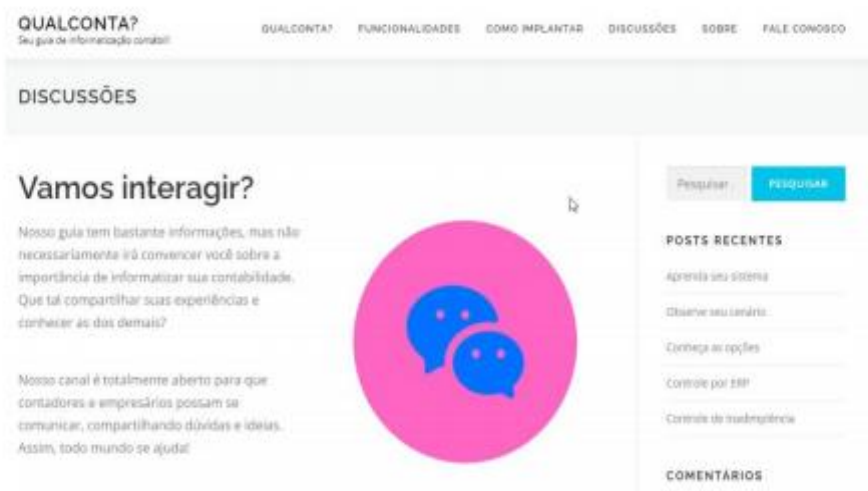 QUALCONTA?
Seu guia de informatização contábil!
QUALCONTA?
FUNCIONALIDADES
COMO IMPLANTAR
DISCUSSÕES
SOBRE
FALE CONOSCO
DISCUSSÕES
Vamos interagir?
Nosso guia tem bastante informações, mas não
necessariamente irá convencer você sobre a
importância de informatizar sua contabilidade.
Que tal compartilhar suas experiências e
conhecer as dos demais?
Nosso canal é totalmente aberto para que
contadores e empresários possam se
comunicar, compartilhando dúvidas e ideias.
Assim, todo mundo se ajuda!
Pesquisar
PESQUISAR
POSTS RECENTES
Aprenda seu sistema
Observe seu cenário
Conheça as opções
Controle por ERP
Controle de inadimplência
COMENTÁRIOS